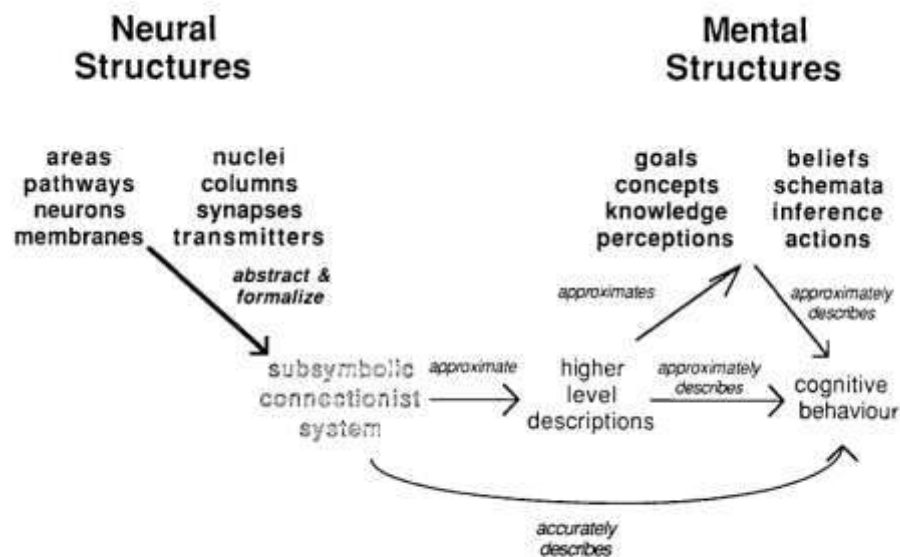 Neural
Structures
Mental
Structures
areas
pathways
neurons
membranes
nuclei
columns
synapses
transmitters
goals
concepts
knowledge
perceptions
beliefs
schemata
inference
actions
abstract &
formalize
approximates
approximately
describes
subsymbolic
connectionist
system
approximate
higher
level
descriptions
approximately
describes
cognitive
behaviour
accurately
describes